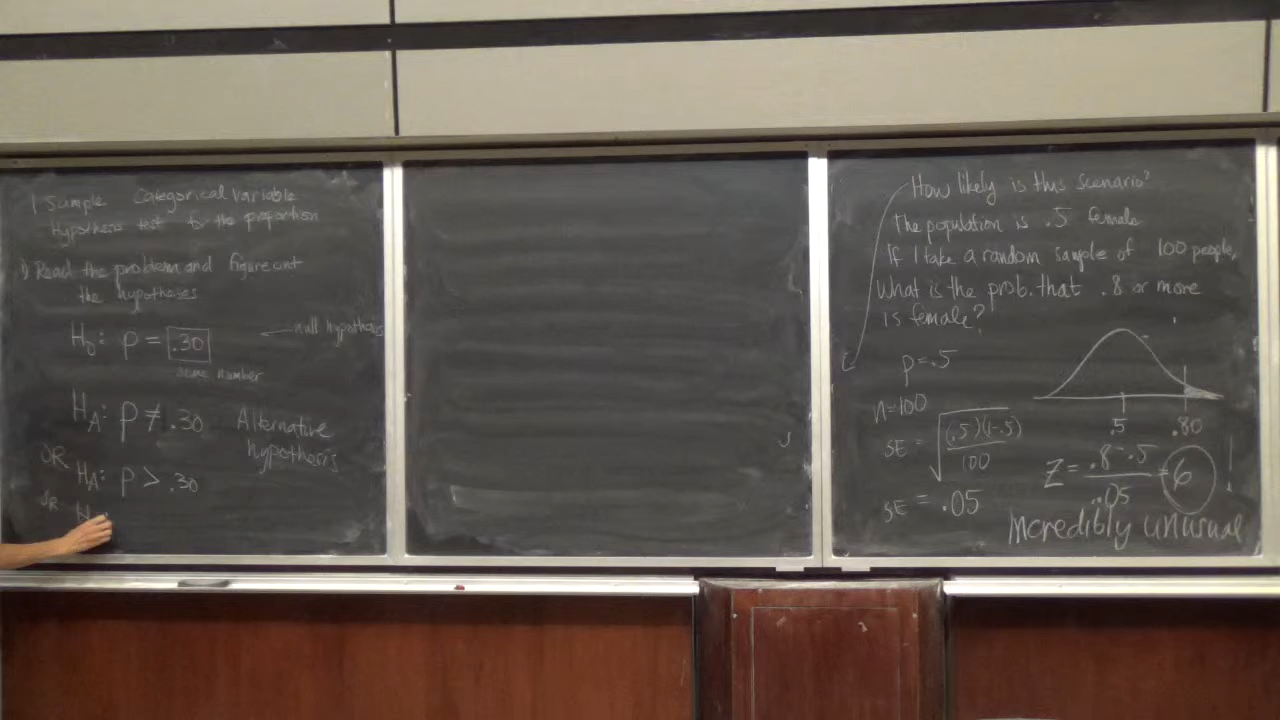 1 Sample Categorical variable
Hypothesis test for the proportion
1) Read the problem and figure out
the hypotheses
H₀: p = .30 ← null hypothesis
same number
H_A: p ≠ .30 Alternative
hypothesis
OR H_A: p > .30
OR H
How likely is this scenario?
The population is .5 female
If I take a random sample of 100 people,
what is the prob. that .8 or more
is female?
p = .5
n = 100
.5 .80
SE = √((.5)(1-.5)/100)
Z = (.8 - .5)/.05 = 6 !
SE = .05
Incredibly unusual